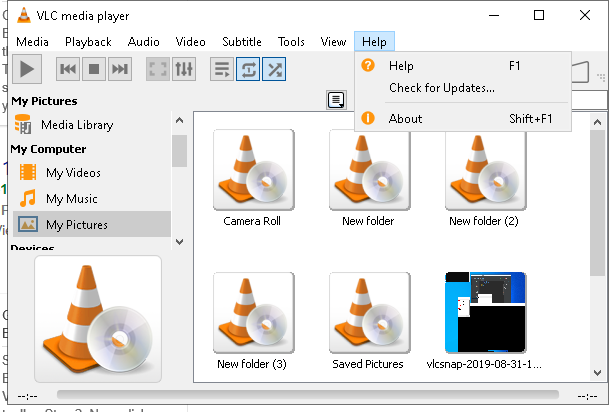 VLC media player
Media Playback Audio Video Subtitle Tools View Help
Help F1
Check for Updates...
About Shift+F1
My Pictures
Media Library
My Computer
My Videos
My Music
My Pictures
Devices
Camera Roll
New folder
New folder (2)
New folder (3)
Saved Pictures
vlcsnap-2019-08-31-1...
--:--
--:--